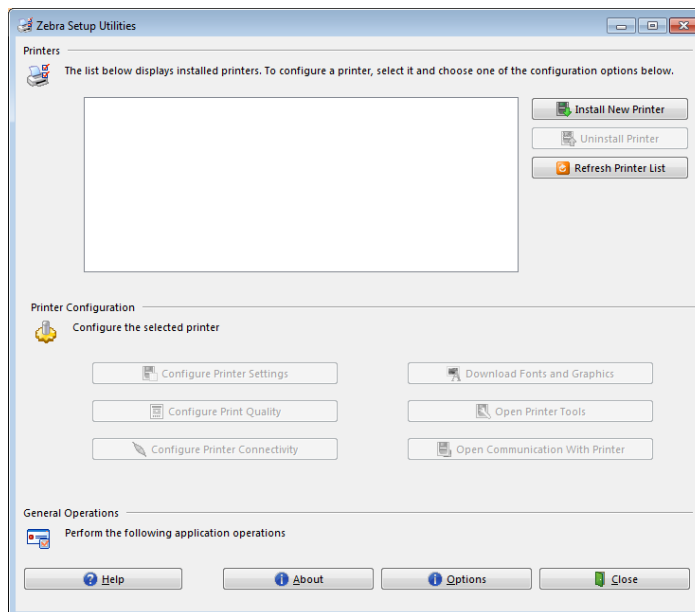 Zebra Setup Utilities
Printers
The list below displays installed printers. To configure a printer, select it and choose one of the configuration options below.
Install New Printer
Uninstall Printer
Refresh Printer List
Printer Configuration
Configure the selected printer
Configure Printer Settings
Download Fonts and Graphics
Configure Print Quality
Open Printer Tools
Configure Printer Connectivity
Open Communication With Printer
General Operations
Perform the following application operations
Help
About
Options
Close